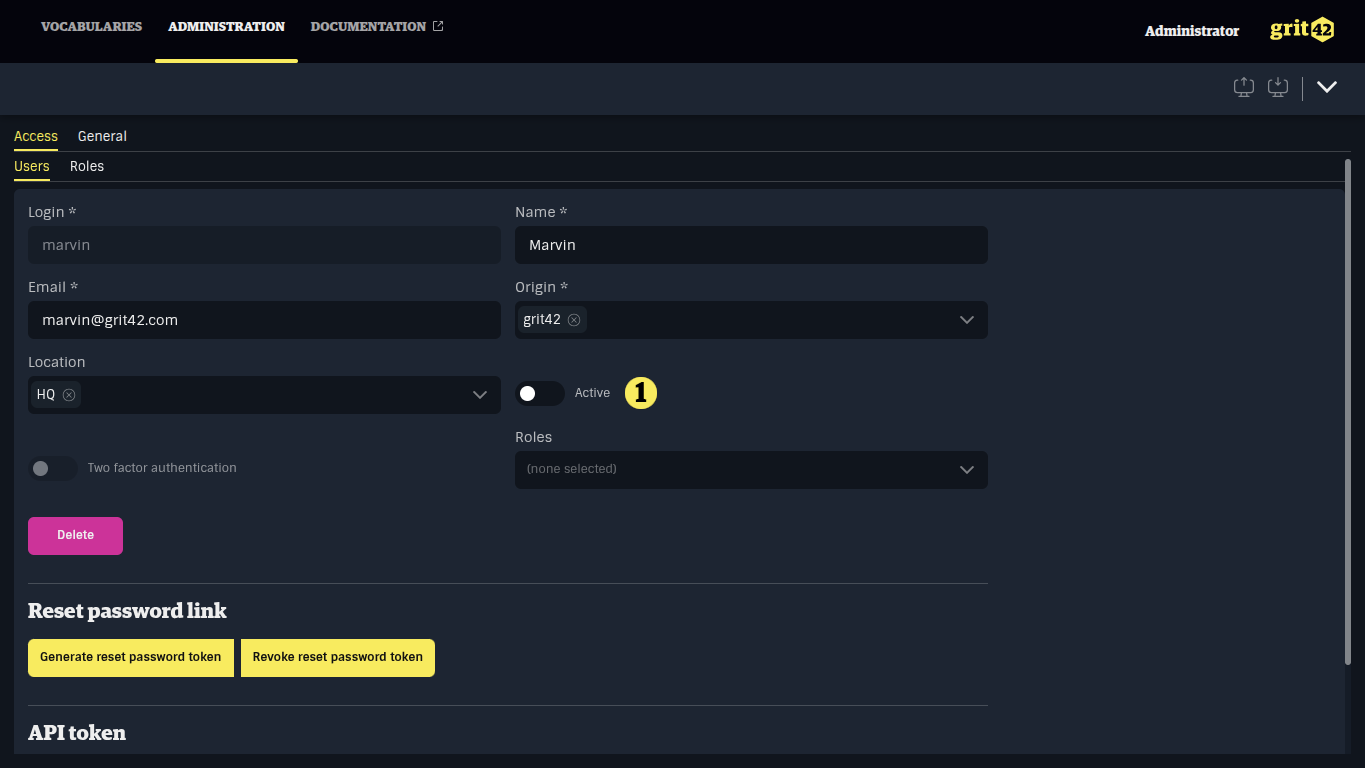 VOCABULARIES ADMINISTRATION DOCUMENTATION
Administrator grit42
Access General
Users Roles
Login * Name *
marvin Marvin
Email * Origin *
marvin@grit42.com grit42
Location
HQ Active 1
Roles
Two factor authentication (none selected)
Delete
Reset password link
Generate reset password token Revoke reset password token
API token